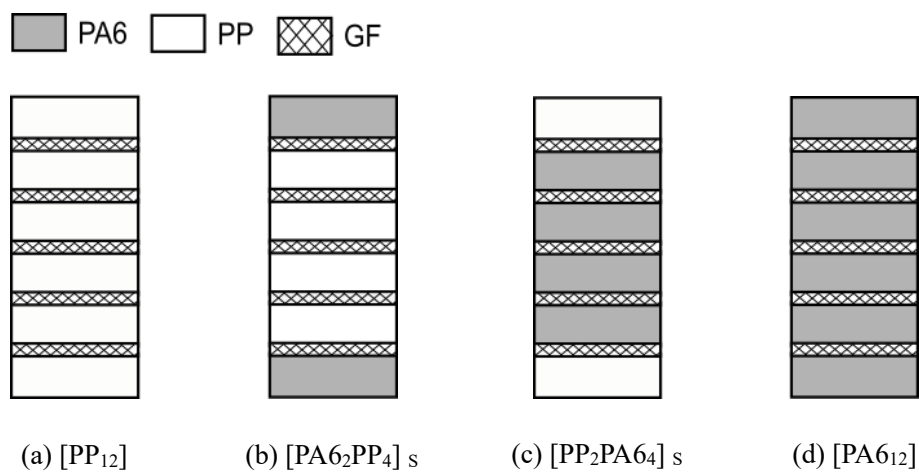 PA6 PP GF
(a) [PP₁₂] (b) [PA6₂PP₄] s (c) [PP₂PA6₄] s (d) [PA6₁₂]